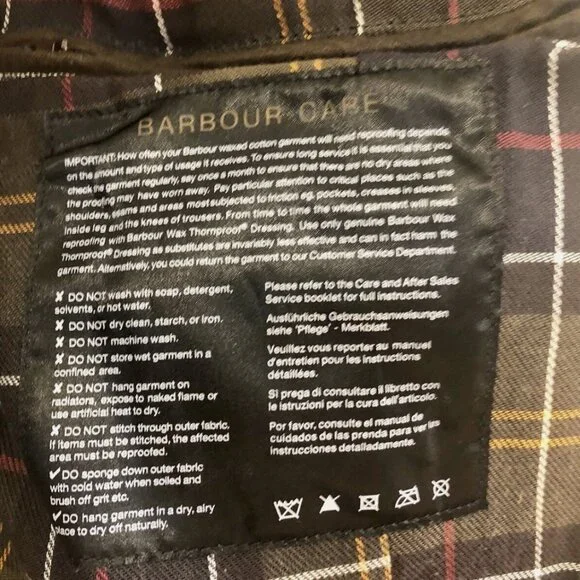 BARBOUR CARE
IMPORTANT: How often your Barbour waxed cotton garment will need reproofing depends
on the amount and type of usage it receives. To ensure long service it is essential that you
check the garment regularly, say once a month to ensure that there are no dry areas where
the proofing may have worn away. Pay particular attention to critical places such as the
shoulders, seams and areas most subjected to friction eg. pockets, creases in sleeves,
inside leg and the knees of trousers. From time to time the whole garment will need
reproofing with Barbour Wax Thornproof® Dressing. Use only genuine Barbour Wax
Thornproof® Dressing as substitutes are invariably less effective and can in fact harm the
garment. Alternatively, you could return the garment to our Customer Service Department.
✘ DO NOT wash with soap, detergent,
solvents, or hot water.
✘ DO NOT dry clean, starch, or iron.
✘ DO NOT machine wash.
✘ DO NOT store wet garment in a
confined area.
✘ DO NOT hang garment on
radiators, expose to naked flame or
use artificial heat to dry.
✘ DO NOT stitch through outer fabric.
If items must be stitched, the affected
area must be reproofed.
✔ DO sponge down outer fabric
with cold water when soiled and
brush off grit etc.
✔ DO hang garment in a dry, airy
place to dry off naturally.
Please refer to the Care and After Sales
Service booklet for full instructions.
Ausführliche Gebrauchsanweisungen
siehe 'Pflege' - Merkblatt.
Veuillez vous reporter au manuel
d'entretien pour les instructions
détaillées.
Si prega di consultare il libretto con
le istruzioni per la cura dell'articolo.
Por favor, consulte el manual de
cuidados de las prenda para ver las
instrucciones detalladamente.